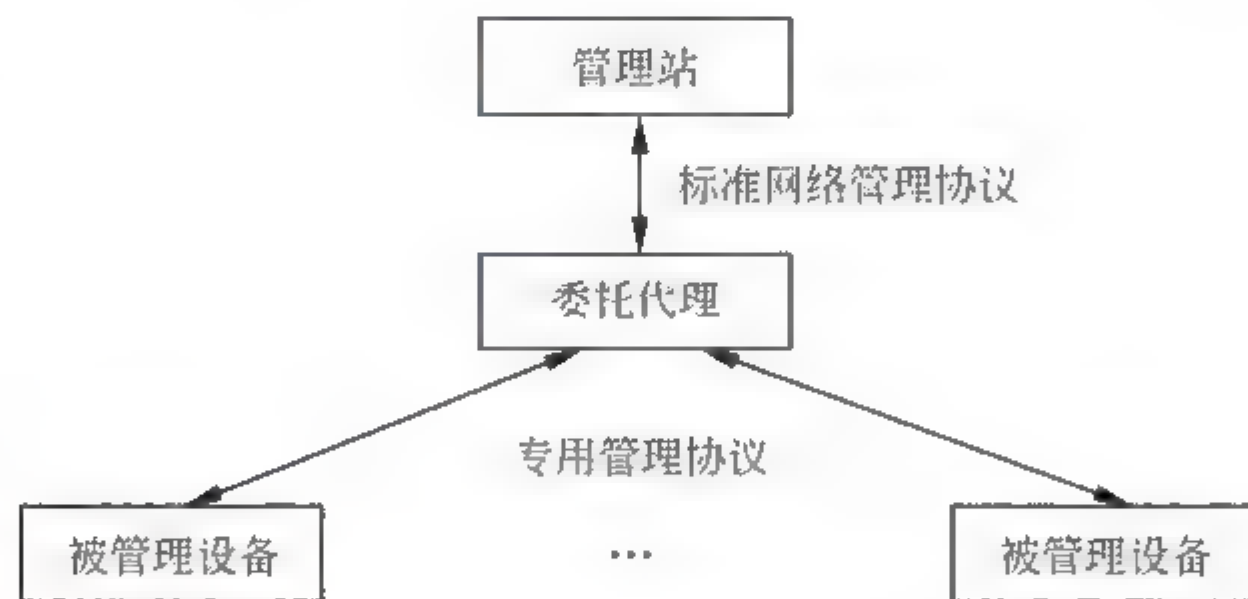 管理站
标准网络管理协议
委托代理
专用管理协议
被管理设备
...
被管理设备